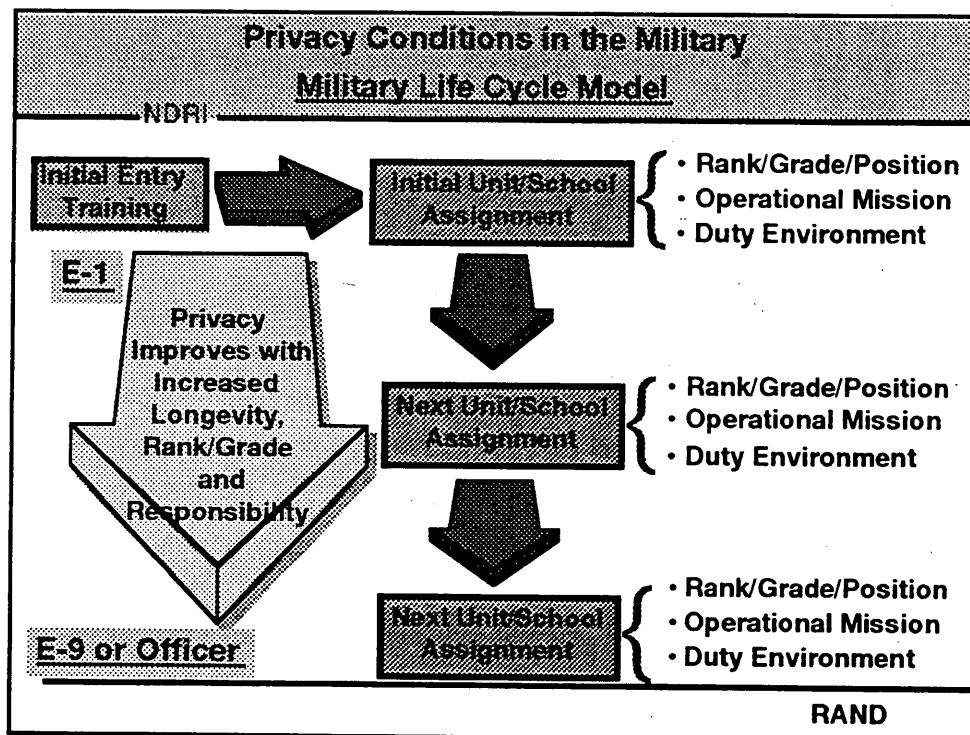 Privacy Conditions in the Military
Military Life Cycle Model
NDRI
Initial Entry
Training
Initial Unit/School
Assignment
• Rank/Grade/Position
• Operational Mission
• Duty Environment
E-1
Privacy
Improves with
Increased
Longevity,
Rank/Grade
and
Responsibility
Next Unit/School
Assignment
• Rank/Grade/Position
• Operational Mission
• Duty Environment
Next Unit/School
Assignment
• Rank/Grade/Position
• Operational Mission
• Duty Environment
E-9 or Officer
RAND